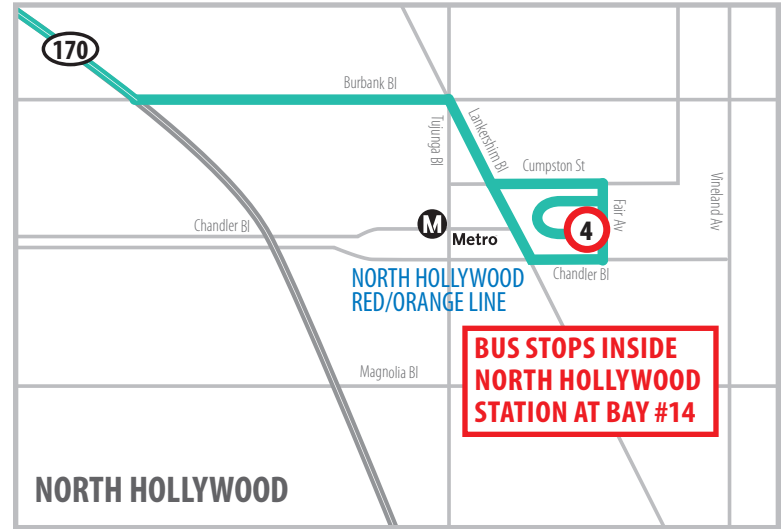 170
Burbank Bl
Tujunga Bl
Lankershim Bl
Cumpston St
Fair Av
Vineland Av
Chandler Bl
M
Metro
4
Chandler Bl
NORTH HOLLYWOOD
RED/ORANGE LINE
BUS STOPS INSIDE
NORTH HOLLYWOOD
STATION AT BAY #14
Magnolia Bl
NORTH HOLLYWOOD